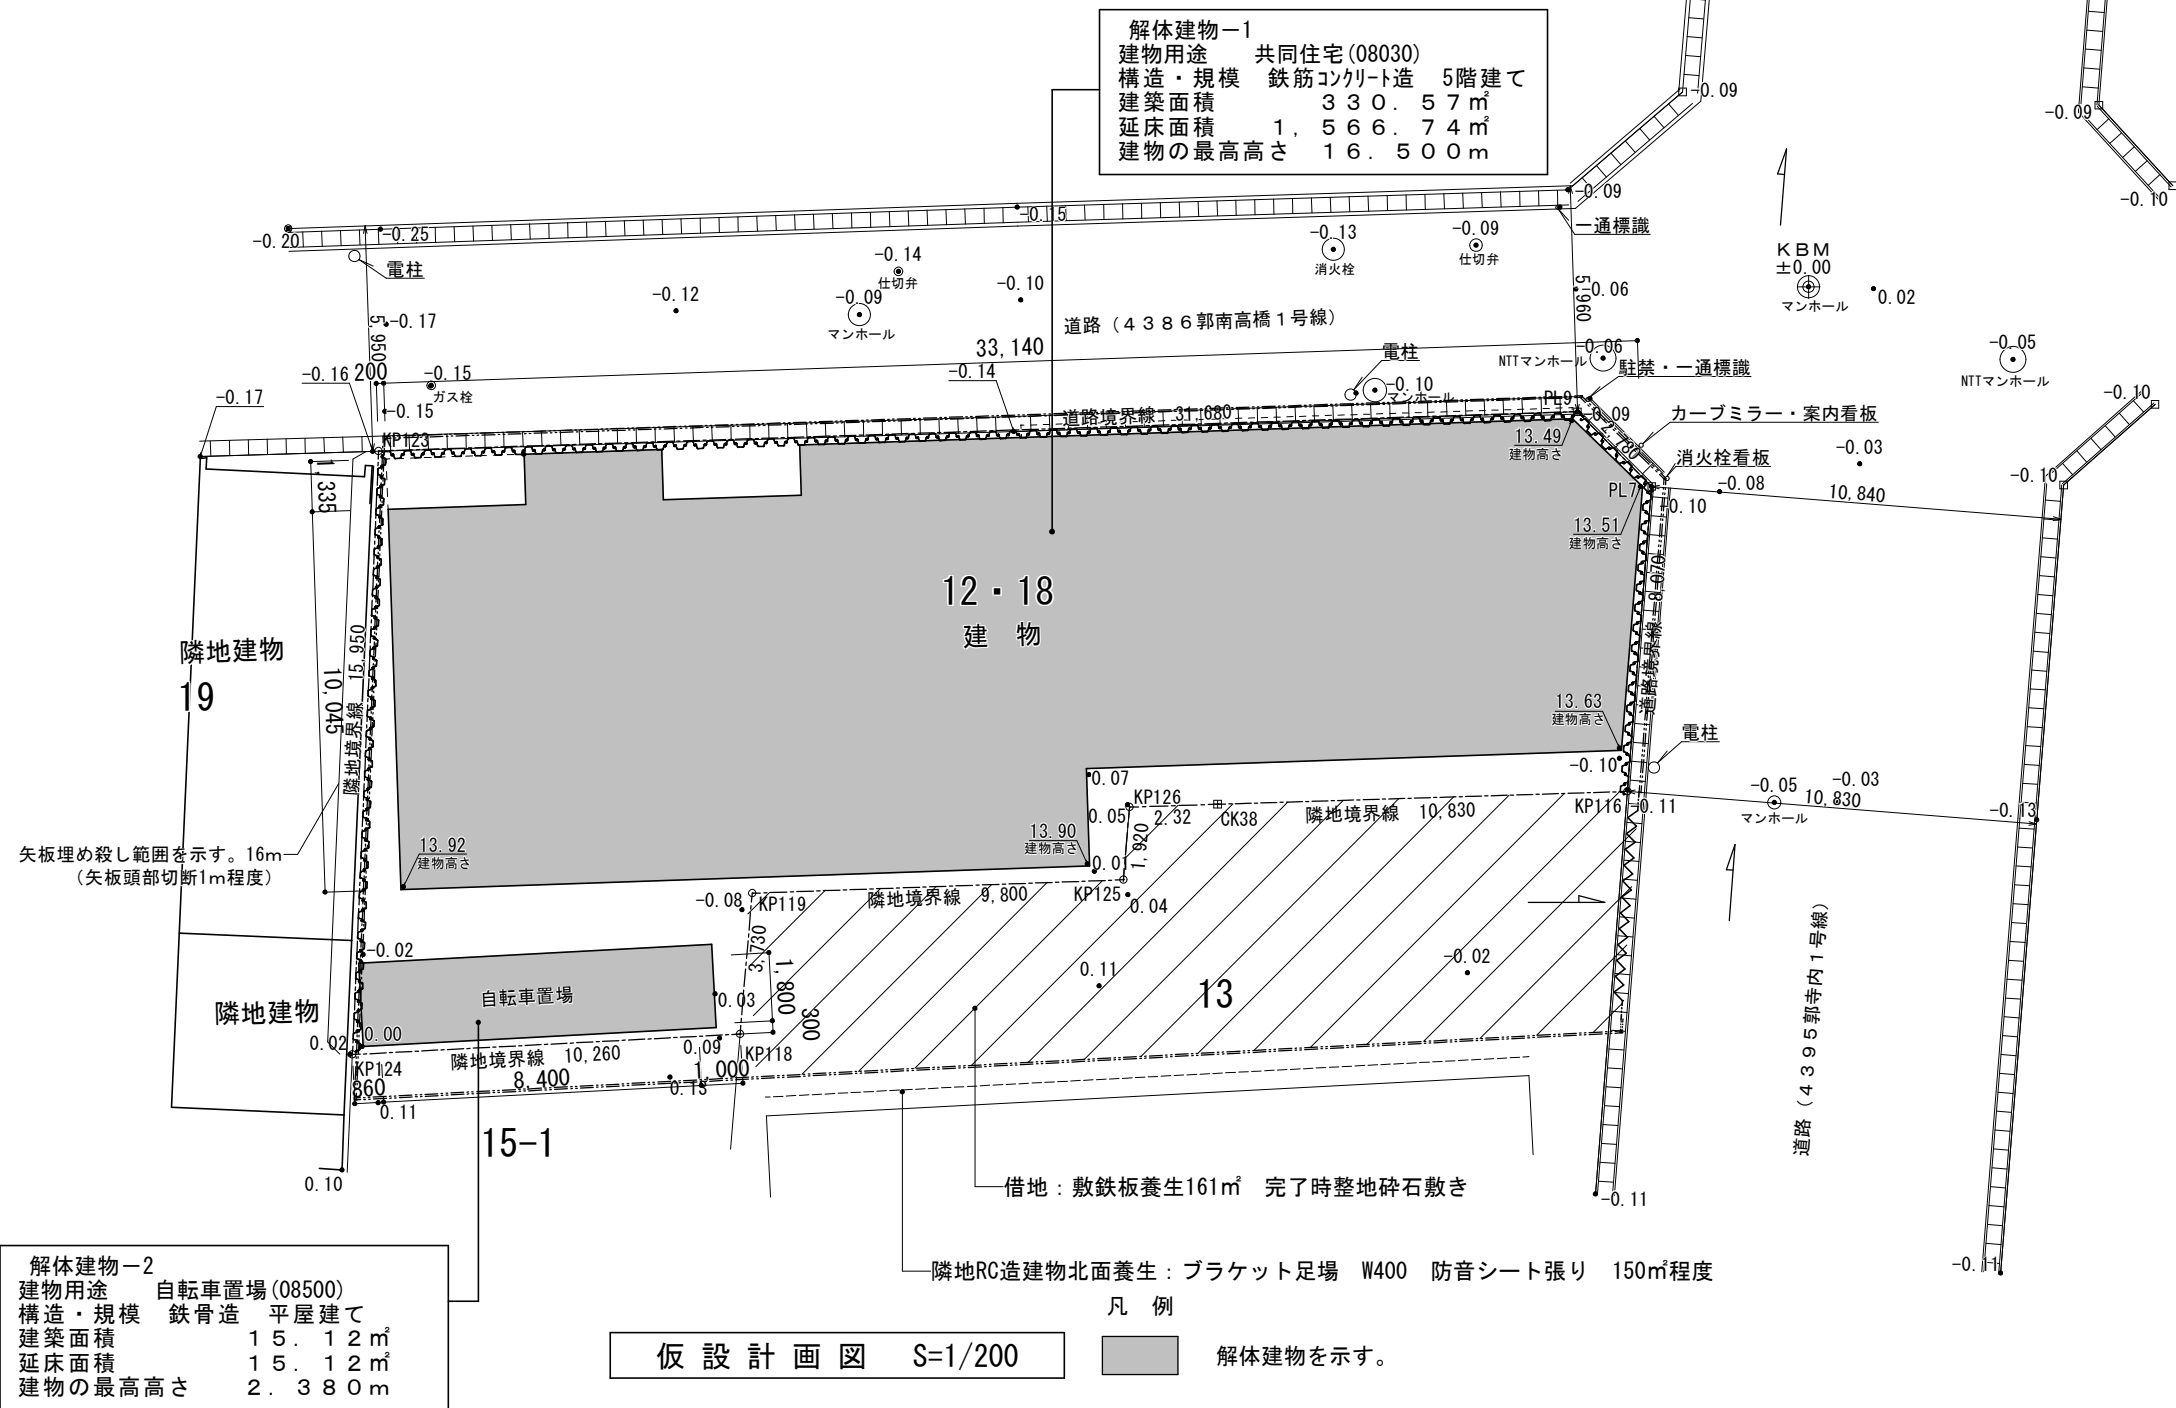 解体建物－1
建物用途　　共同住宅(08030)
構造・規模　鉄筋ｺﾝｸﾘｰﾄ造　5階建て
建築面積　　　　３３０．５７㎡
延床面積　　１，５６６．７４㎡
建物の最高高さ　１６．５００ｍ
-0.09
-0.09
-0.10
-0.09
-0.15
一通標識
-0.20
-0.25
電柱
-0.14
仕切弁
-0.13
消火栓
-0.09
仕切弁
KBM
±0.00
マンホール
0.02
-0.12
-0.09
マンホール
-0.10
5,960
-0.06
道路（４３８６郭南高橋１号線）
5,950
-0.17
33,140
電柱
-0.06
NTTマンホール
駐禁・一通標識
-0.05
NTTマンホール
-0.16
200
0
-0.15
ガス栓
-0.14
-0.10
マンホール
-0.10
-0.17
-0.15
道路境界線　31,680
PL9
0.09
カーブミラー・案内看板
KP123
13.49
建物高さ
2,780
消火栓看板
-0.03
1,335
PL7
-0.08
10,840
-0.10
0.10
13.51
建物高さ
12・18
建　物
隣地建物
19
隣地境界線　15,950
10,045
道路境界線　8,070
13.63
建物高さ
電柱
-0.10
0.07
0.05
KP126
2.32
CK38
隣地境界線　10,830
KP116
-0.11
-0.05
マンホール
-0.03
10,830
-0.13
矢板埋め殺し範囲を示す。16m
（矢板頭部切断1m程度）
13.92
建物高さ
13.90
建物高さ
1,920
0.01
-0.08
KP119
隣地境界線　9,800
KP125
0.04
-0.02
3,730
1,800
300
0.11
-0.02
13
自転車置場
0.03
隣地建物
0.02
0.00
KP124
隣地境界線　10,260
0.09
KP118
860
8,400
1,000
0.13
0.11
道路（４３９５郭寺内１号線）
15-1
0.10
借地：敷鉄板養生161㎡　完了時整地砕石敷き
-0.11
隣地RC造建物北面養生：ブラケット足場　W400　防音シート張り　150㎡程度
-0.11
解体建物－2
建物用途　　自転車置場(08500)
構造・規模　鉄骨造　平屋建て
建築面積　　　　　１５．１２㎡
延床面積　　　　　１５．１２㎡
建物の最高高さ　　２．３８０ｍ
凡　例
仮設計画図　S=1/200
解体建物を示す。